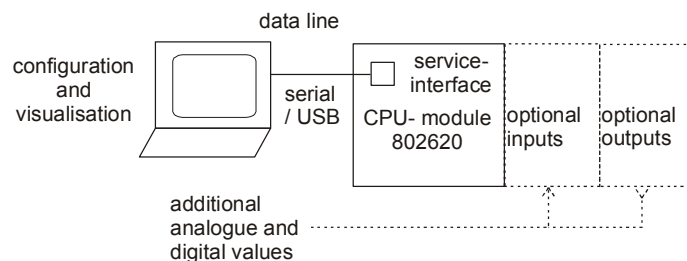 data line
configuration
and
visualisation
serial
/ USB
service-
interface
CPU- module
802620
optional
inputs
optional
outputs
additional
analogue and
digital values